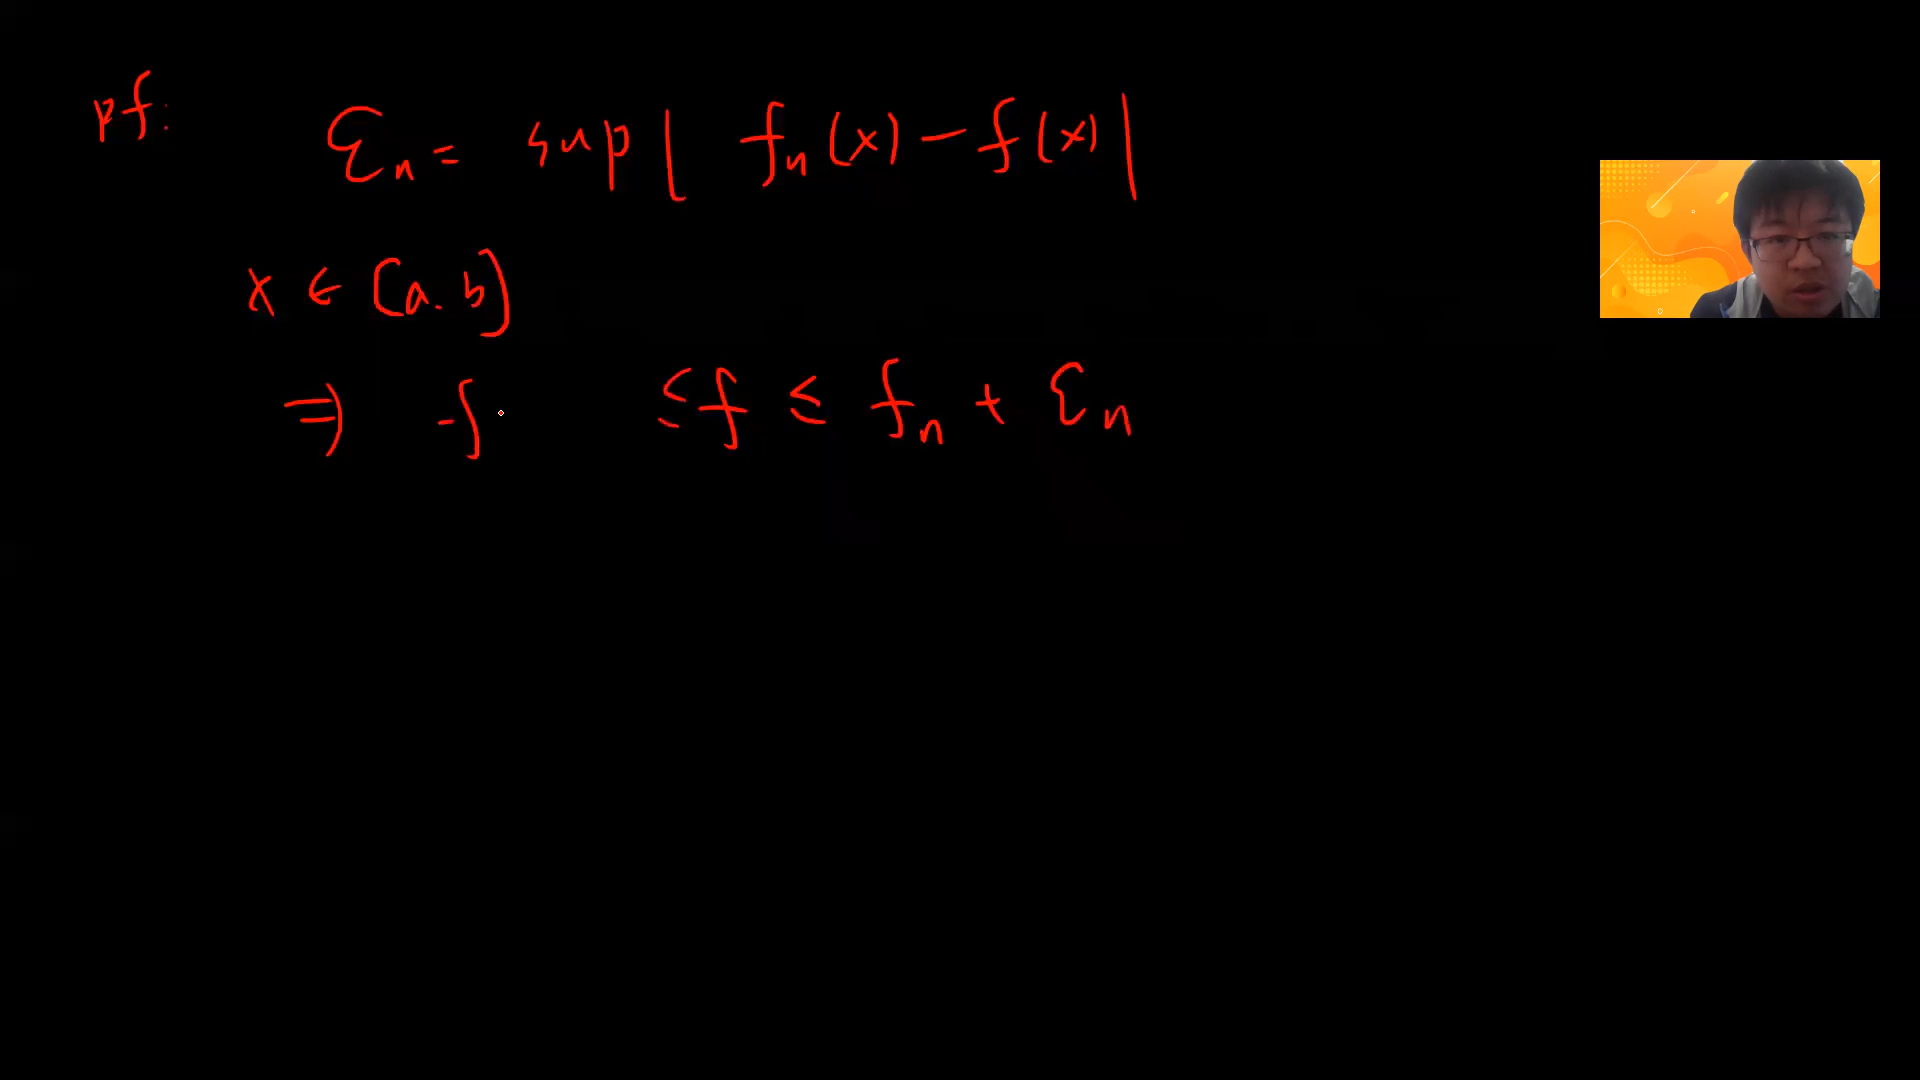 pf: εₙ = sup | fₙ(x) - f(x) |
x ∈ [a.b]
⇒ -f ≤ f ≤ fₙ + εₙ